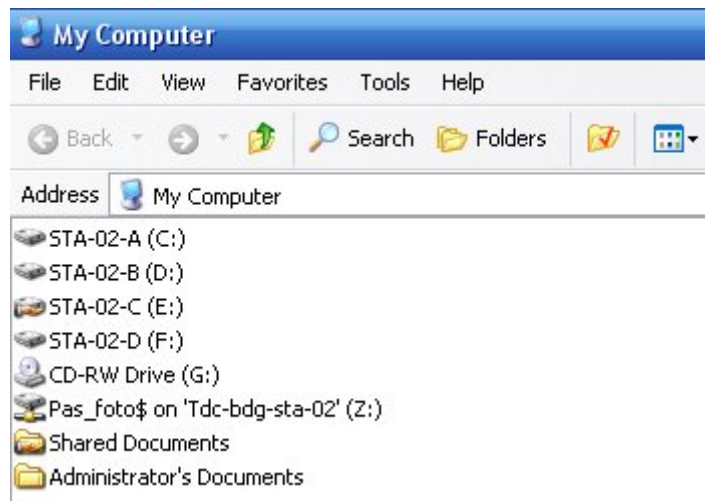 My Computer
File Edit View Favorites Tools Help
Back Search Folders
Address My Computer
STA-02-A (C:)
STA-02-B (D:)
STA-02-C (E:)
STA-02-D (F:)
CD-RW Drive (G:)
Pas_foto$ on 'Tdc-bdg-sta-02' (Z:)
Shared Documents
Administrator's Documents